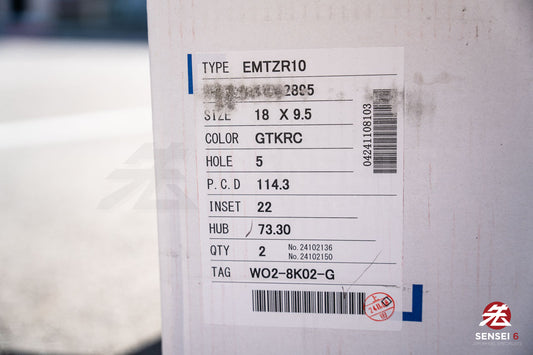 TYPE EMTZR10
2895
SIZE 18 X 9.5
COLOR GTKRC
HOLE 5
P.C.D 114.3
INSET 22
HUB 73.30
QTY 2 No.24102136
No.24102150
TAG WO2-8K02-G
04241108103
SENSEI 6